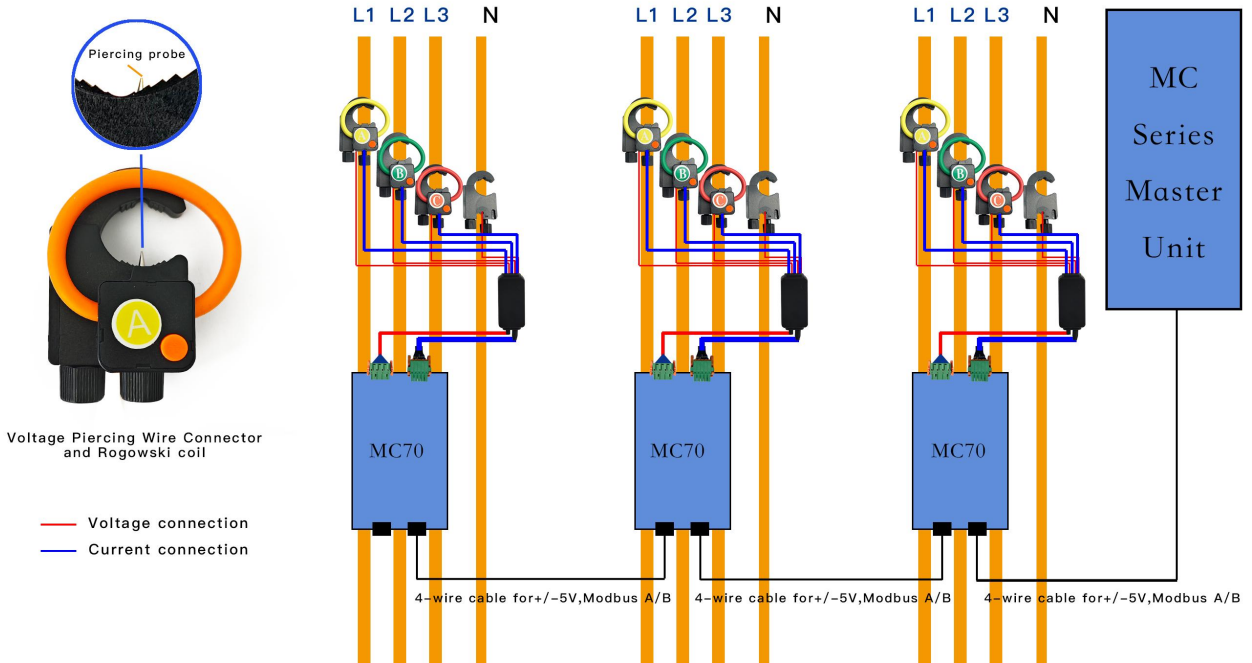 Piercing probe
A
Voltage Piercing Wire Connector
and Rogowski coil
Voltage connection
Current connection
L1 L2 L3 N
A
B
C
MC70
4-wire cable for+/-5V,Modbus A/B
L1 L2 L3 N
A
B
C
MC70
4-wire cable for+/-5V,Modbus A/B
L1 L2 L3 N
A
B
C
MC70
4-wire cable for+/-5V,Modbus A/B
MC
Series
Master
Unit